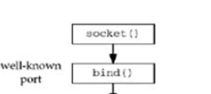 socket()
well-known
port
bind()